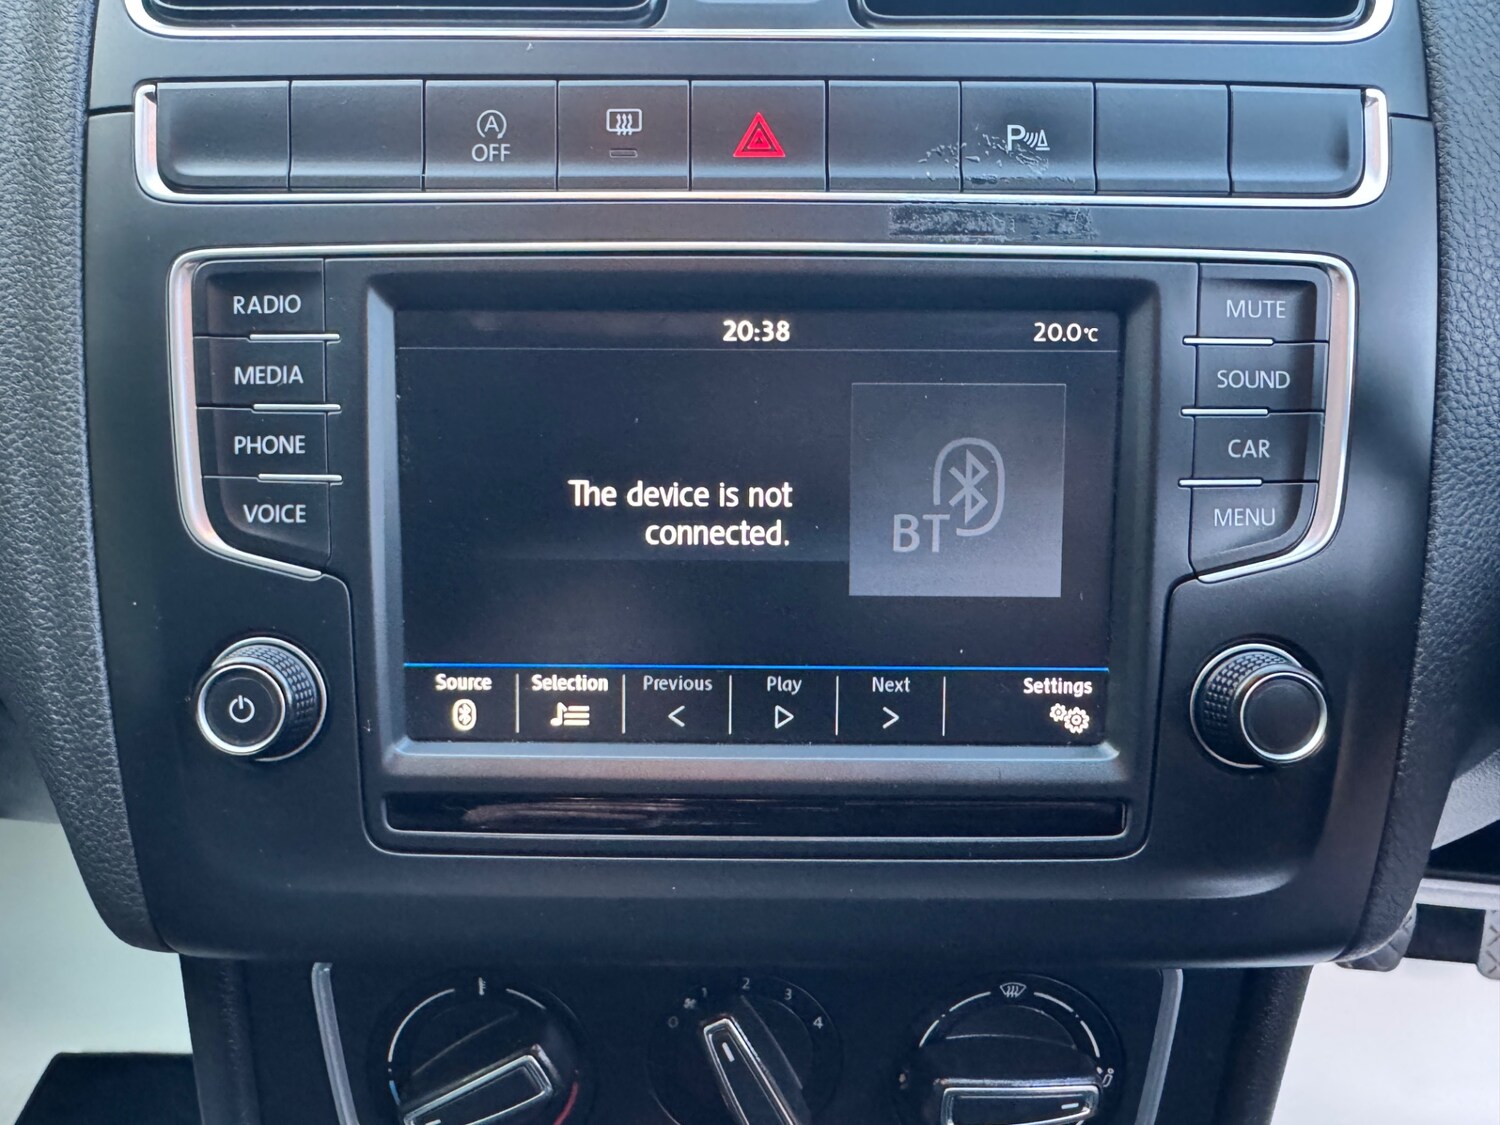 A
OFF
P
RADIO
MEDIA
PHONE
VOICE
20:38
20.0°C
The device is not
connected.
BT
Source
Selection
Previous
Play
Next
Settings
MUTE
SOUND
CAR
MENU
0
1
2
3
4